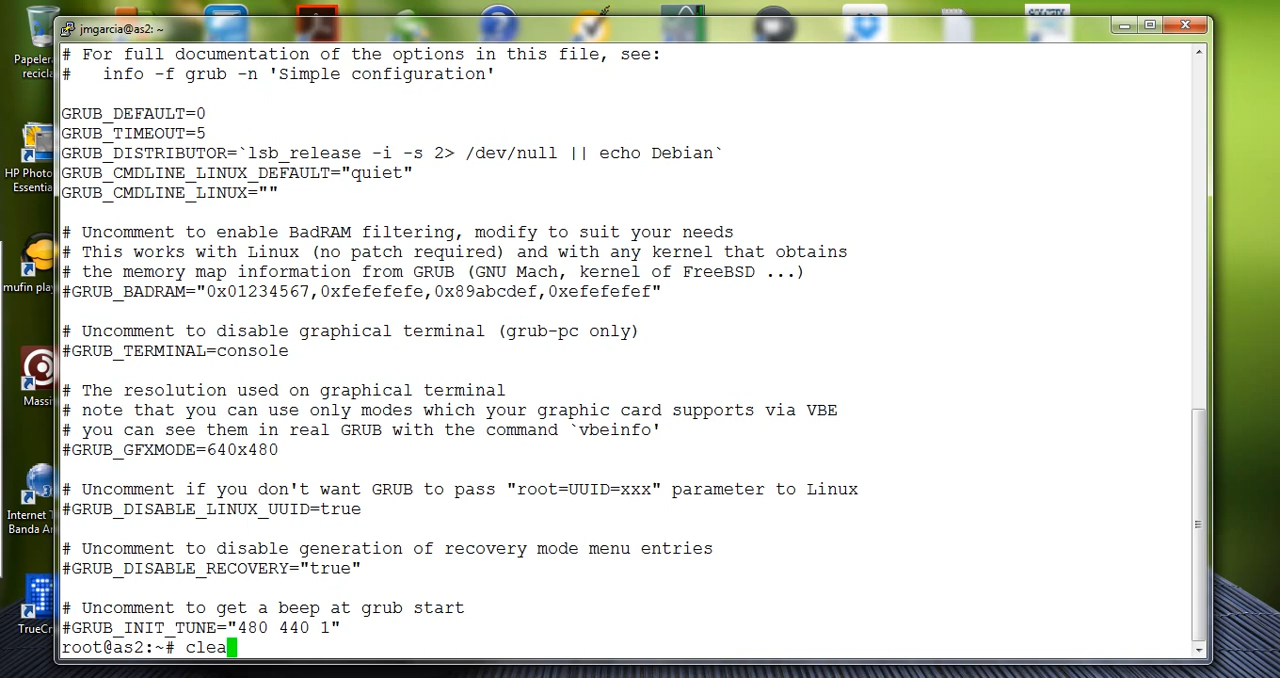 jmgarcia@as2: ~
Papelera
recicla
# For full documentation of the options in this file, see:
#   info -f grub -n 'Simple configuration'
GRUB_DEFAULT=0
GRUB_TIMEOUT=5
GRUB_DISTRIBUTOR=`lsb_release -i -s 2> /dev/null || echo Debian`
GRUB_CMDLINE_LINUX_DEFAULT="quiet"
GRUB_CMDLINE_LINUX=""
HP Photo
Essentia
# Uncomment to enable BadRAM filtering, modify to suit your needs
# This works with Linux (no patch required) and with any kernel that obtains
# the memory map information from GRUB (GNU Mach, kernel of FreeBSD ...)
#GRUB_BADRAM="0x01234567,0xfefefefe,0x89abcdef,0xefefefef"
mufin play
# Uncomment to disable graphical terminal (grub-pc only)
#GRUB_TERMINAL=console
# The resolution used on graphical terminal
# note that you can use only modes which your graphic card supports via VBE
# you can see them in real GRUB with the command `vbeinfo'
#GRUB_GFXMODE=640x480
Massi
# Uncomment if you don't want GRUB to pass "root=UUID=xxx" parameter to Linux
#GRUB_DISABLE_LINUX_UUID=true
Internet T
Banda An
# Uncomment to disable generation of recovery mode menu entries
#GRUB_DISABLE_RECOVERY="true"
# Uncomment to get a beep at grub start
#GRUB_INIT_TUNE="480 440 1"
TrueCr
root@as2:~# clea